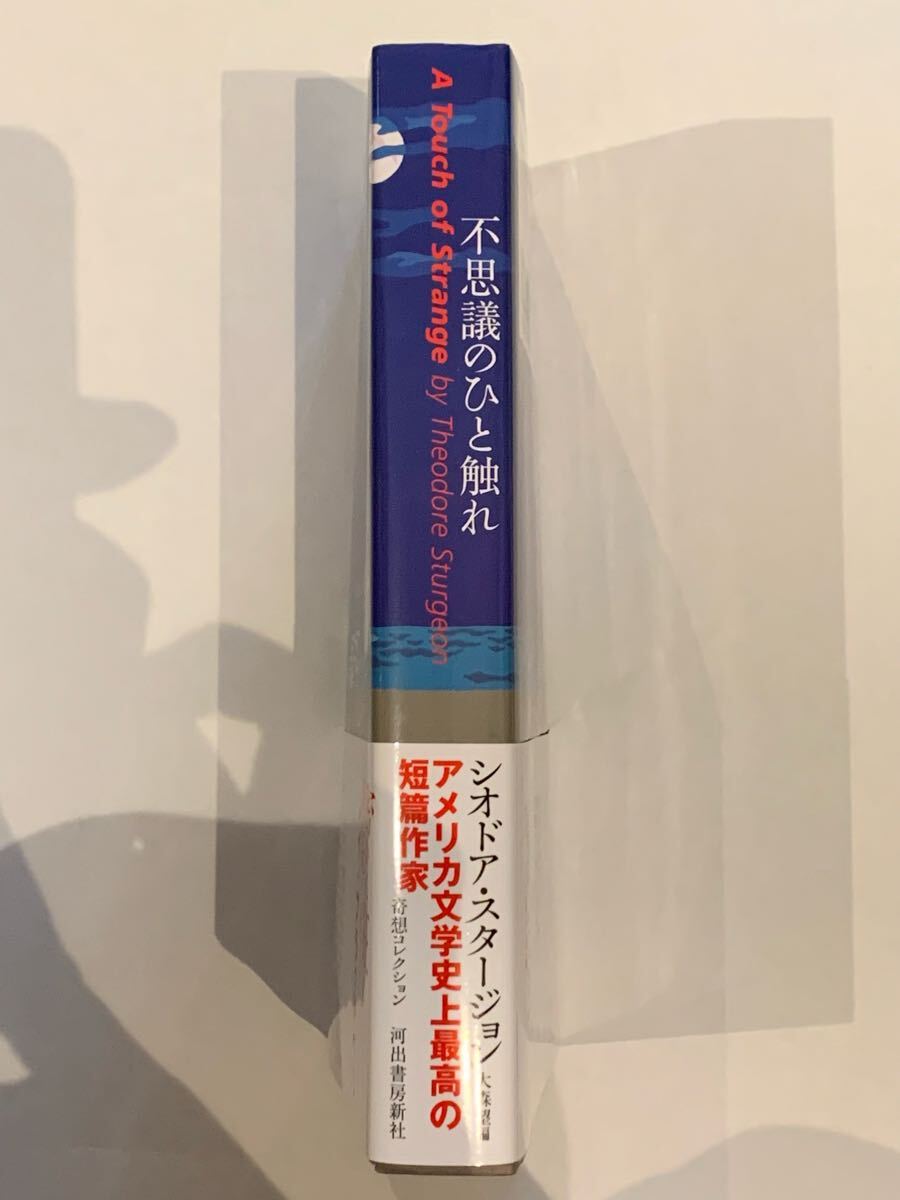 不思議のひと触れ
A Touch of Strange by Theodore Sturgeon
シオドア・スタージョン 大森望編
アメリカ文学史上最高の
短篇作家
奇想コレクション 河出書房新社